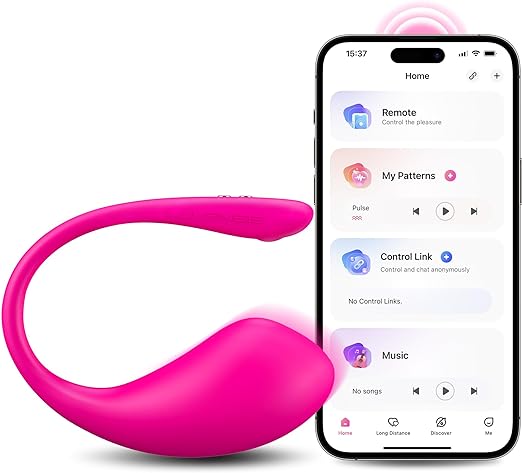 15:37
Home
Remote
Control the pleasure
My Patterns
Pulse
Control Link
Control and chat anonymously
No Control Links.
Music
No songs
Home
Long Distance
Discover
Me